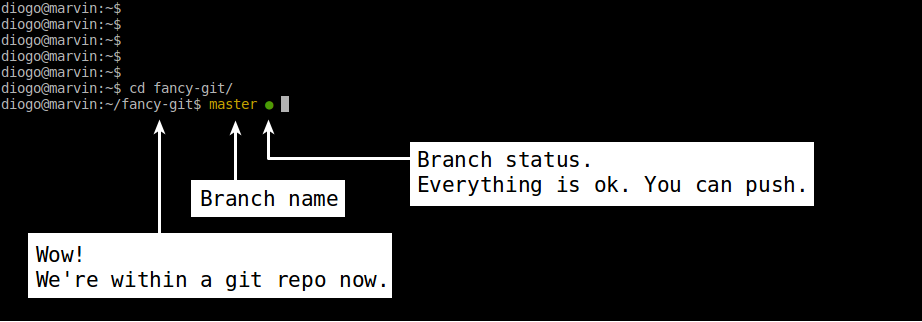 diogo@marvin:~$
diogo@marvin:~$
diogo@marvin:~$
diogo@marvin:~$
diogo@marvin:~$
diogo@marvin:~$ cd fancy-git/
diogo@marvin:~/fancy-git$ master ●
Branch status.
Everything is ok. You can push.
Branch name
Wow!
We're within a git repo now.